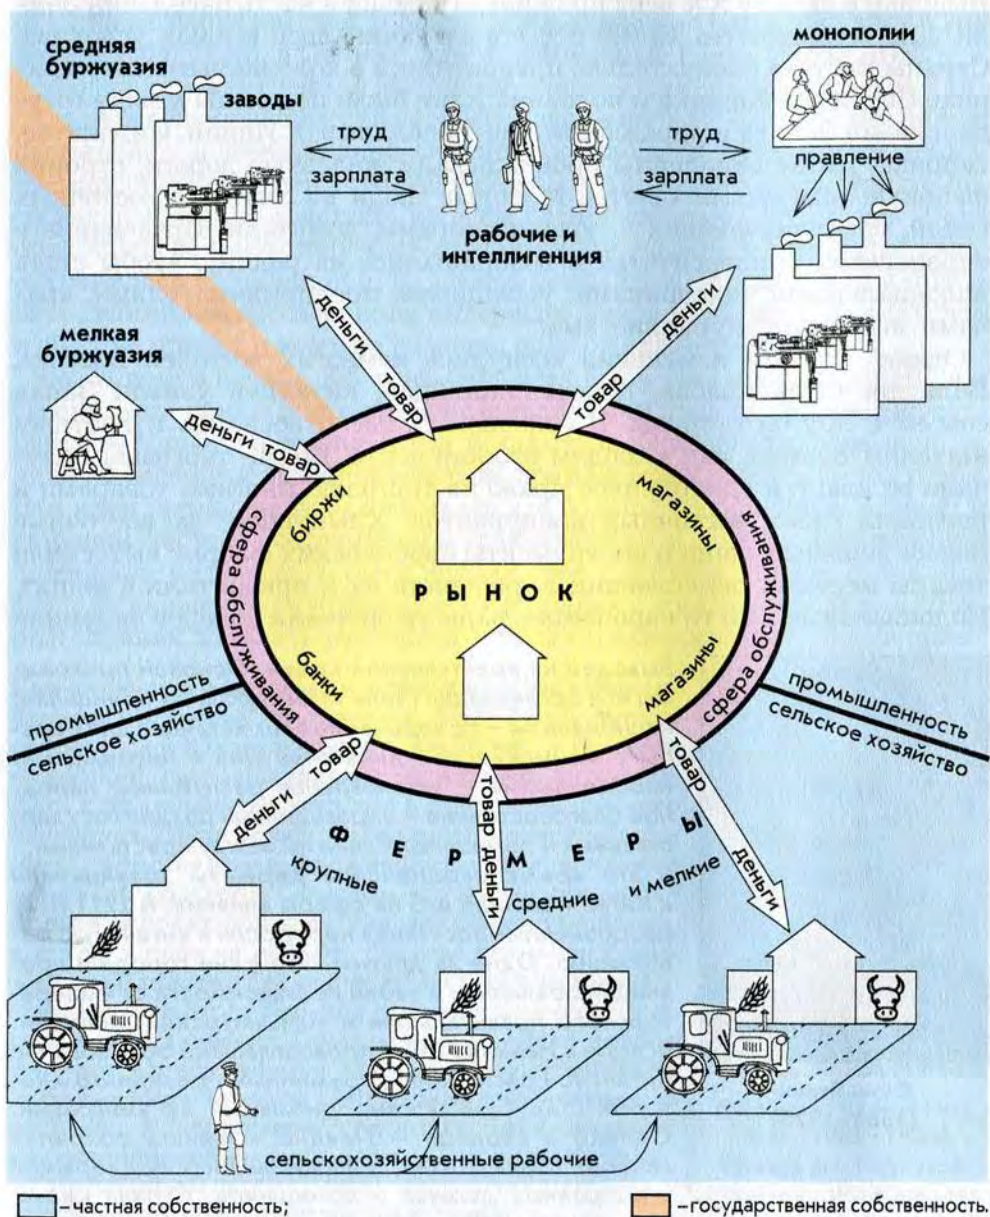 средняя
буржуазия
заводы
монополии
труд
зарплата
труд
зарплата
правление
рабочие и
интеллигенция
мелкая
буржуазия
деньги товар
деньги товар
деньги товар
биржи
магазины
сфера обслуживания
сфера обслуживания
РЫНОК
банки
магазины
промышленность
сельское хозяйство
промышленность
сельское хозяйство
деньги товар
товар деньги
товар деньги
ФЕРМЕРЫ
крупные
средние и мелкие
сельскохозяйственные рабочие
–частная собственность;
–государственная собственность.